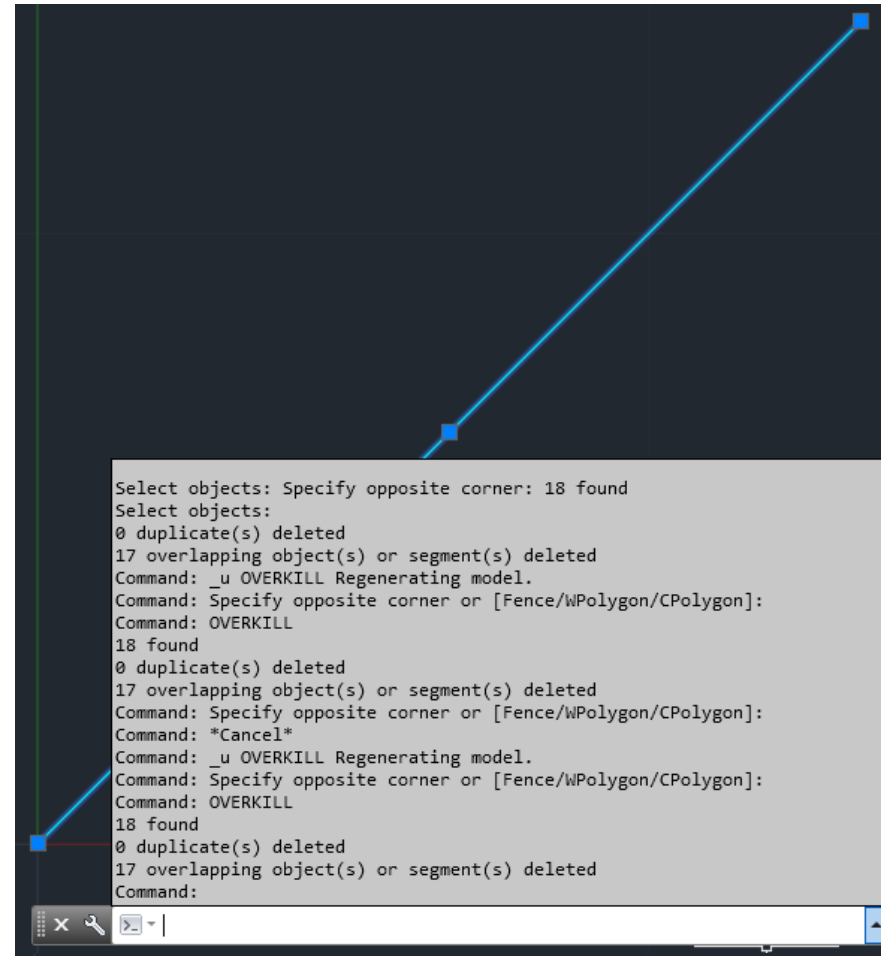 Select objects: Specify opposite corner: 18 found
Select objects:
0 duplicate(s) deleted
17 overlapping object(s) or segment(s) deleted
Command: _u OVERKILL Regenerating model.
Command: Specify opposite corner or [Fence/WPolygon/CPolygon]:
Command: OVERKILL
18 found
0 duplicate(s) deleted
17 overlapping object(s) or segment(s) deleted
Command: Specify opposite corner or [Fence/WPolygon/CPolygon]:
Command: *Cancel*
Command: _u OVERKILL Regenerating model.
Command: Specify opposite corner or [Fence/WPolygon/CPolygon]:
Command: OVERKILL
18 found
0 duplicate(s) deleted
17 overlapping object(s) or segment(s) deleted
Command: